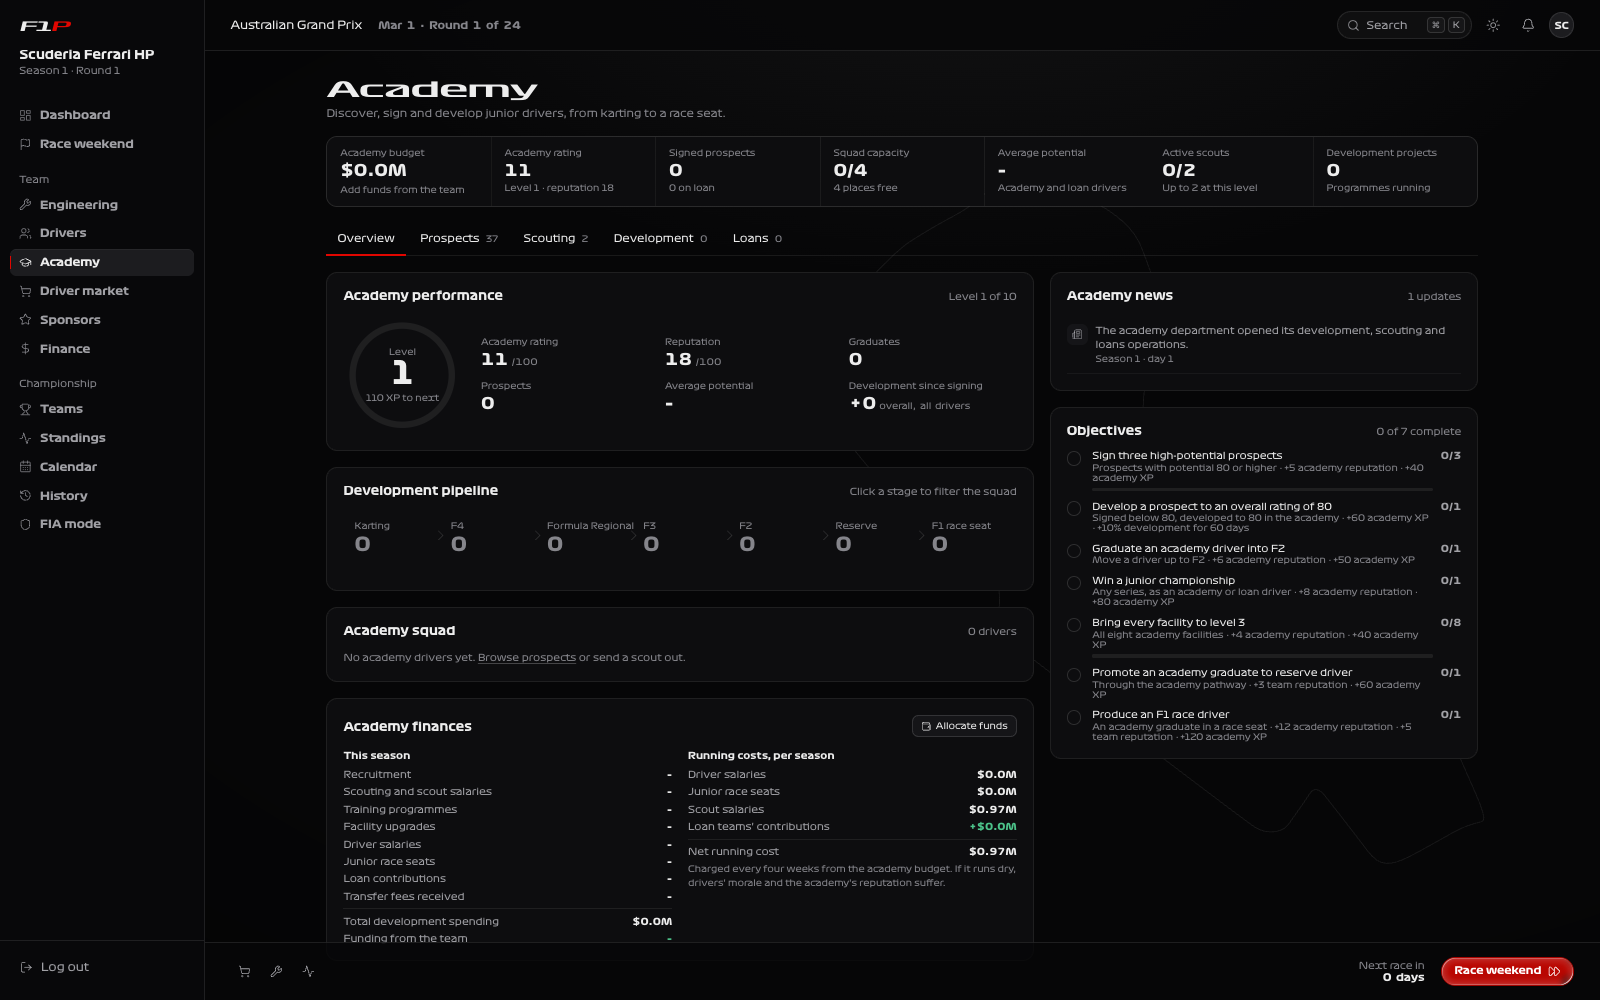 F1P
Scuderia Ferrari HP
Season 1 · Round 1
Dashboard
Race weekend
Team
Engineering
Drivers
Academy
Driver market
Sponsors
Finance
Championship
Teams
Standings
Calendar
History
FIA mode
Log out
Australian Grand Prix Mar 1 · Round 1 of 24
Search ⌘ K
SC
Academy
Discover, sign and develop junior drivers, from karting to a race seat.
Academy budget
$0.0M
Add funds from the team
Academy rating
11
Level 1 · reputation 18
Signed prospects
0
0 on loan
Squad capacity
0/4
4 places free
Average potential
-
Academy and loan drivers
Active scouts
0/2
Up to 2 at this level
Development projects
0
Programmes running
Overview Prospects 37 Scouting 2 Development 0 Loans 0
Academy performance Level 1 of 10
Level
1
110 XP to next
Academy rating
11 /100
Reputation
18 /100
Graduates
0
Prospects
0
Average potential
-
Development since signing
+0 overall, all drivers
Development pipeline Click a stage to filter the squad
Karting
0
F4
0
Formula Regional
0
F3
0
F2
0
Reserve
0
F1 race seat
0
Academy squad 0 drivers
No academy drivers yet. Browse prospects or send a scout out.
Academy finances Allocate funds
This season
Recruitment -
Scouting and scout salaries -
Training programmes -
Facility upgrades -
Driver salaries -
Junior race seats -
Loan contributions -
Transfer fees received -
Total development spending $0.0M
Funding from the team -
Running costs, per season
Driver salaries $0.0M
Junior race seats $0.0M
Scout salaries $0.97M
Loan teams' contributions +$0.0M
Net running cost $0.97M
Charged every four weeks from the academy budget. If it runs dry,
drivers' morale and the academy's reputation suffer.
Academy news 1 updates
The academy department opened its development, scouting and
loans operations.
Season 1 · day 1
Objectives 0 of 7 complete
Sign three high-potential prospects 0/3
Prospects with potential 80 or higher · +5 academy reputation · +40
academy XP
Develop a prospect to an overall rating of 80 0/1
Signed below 80, developed to 80 in the academy · +60 academy XP
· +10% development for 60 days
Graduate an academy driver into F2 0/1
Move a driver up to F2 · +6 academy reputation · +50 academy XP
Win a junior championship 0/1
Any series, as an academy or loan driver · +8 academy reputation ·
+80 academy XP
Bring every facility to level 3 0/8
All eight academy facilities · +4 academy reputation · +40 academy
XP
Promote an academy graduate to reserve driver 0/1
Through the academy pathway · +3 team reputation · +60 academy
XP
Produce an F1 race driver 0/1
An academy graduate in a race seat · +12 academy reputation · +5
team reputation · +120 academy XP
Next race in
0 days
Race weekend